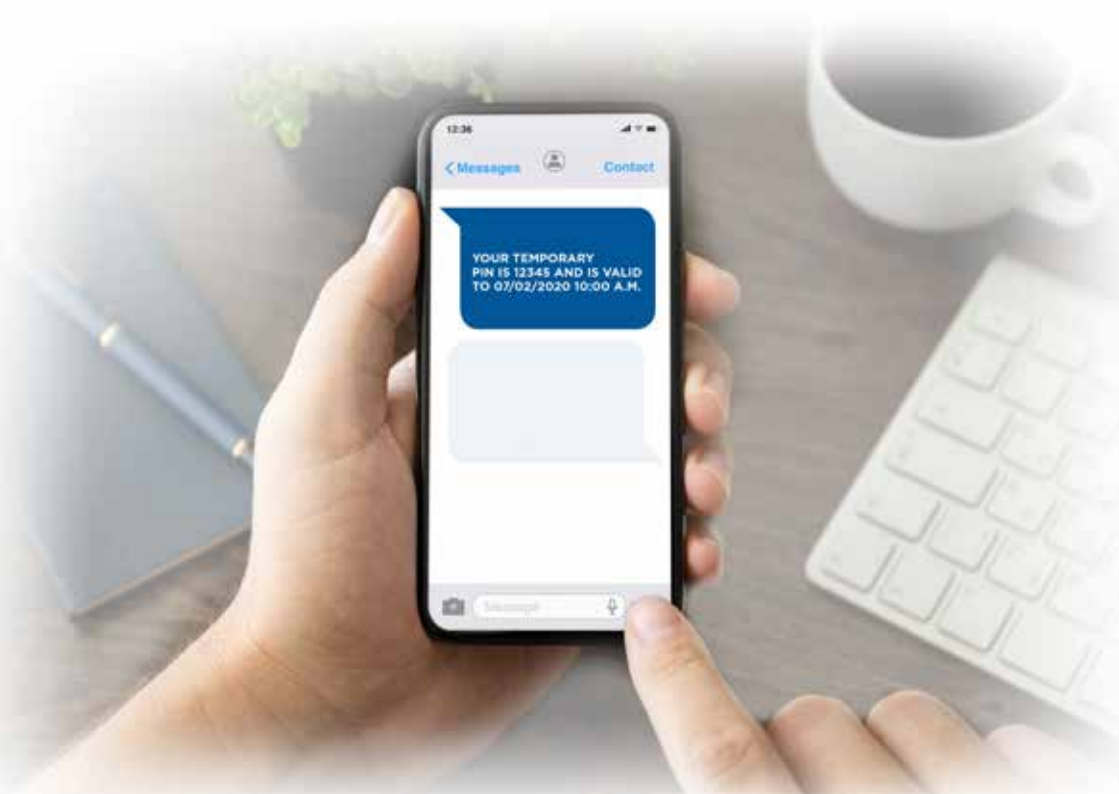 12:36
Messages
Contact
YOUR TEMPORARY
PIN IS 12345 AND IS VALID
TO 07/02/2020 10:00 A.M.
Message